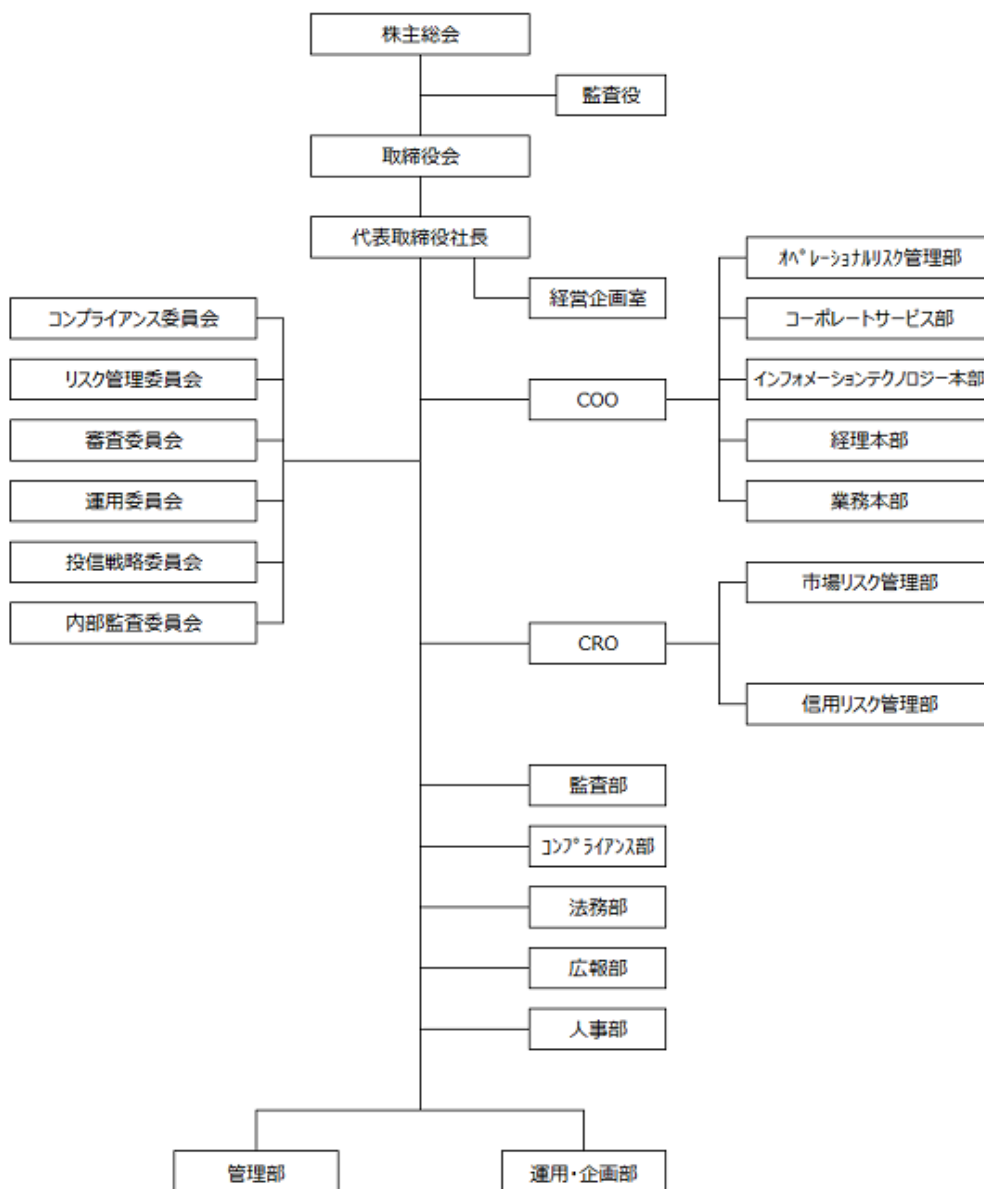 株主総会
監査役
取締役会
代表取締役社長
経営企画室
コンプライアンス委員会
リスク管理委員会
審査委員会
運用委員会
投信戦略委員会
内部監査委員会
COO
ｵﾍﾟﾚｰｼｮﾅﾙﾘｽｸ管理部
コーポレートサービス部
インフォメーションテクノロジー本部
経理本部
業務本部
CRO
市場リスク管理部
信用リスク管理部
監査部
ｺﾝﾌﾟﾗｲｱﾝｽ部
法務部
広報部
人事部
管理部
運用・企画部